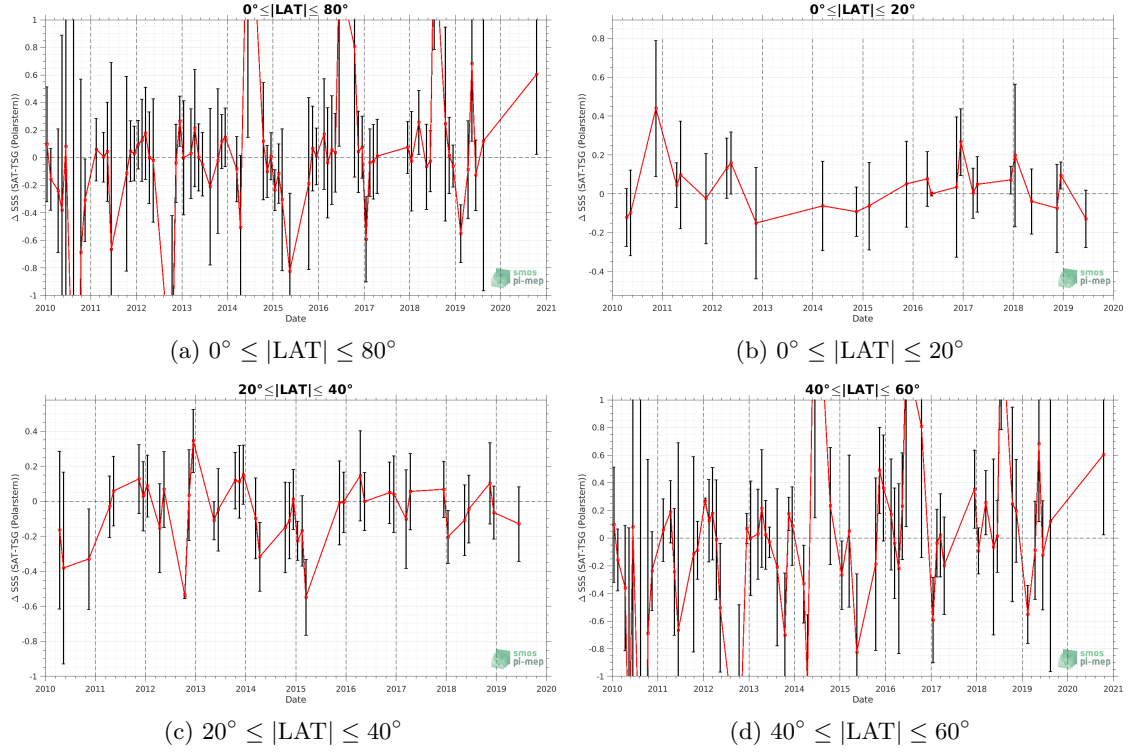 0°≤|LAT|≤ 80°
Δ SSS (SAT-TSG (Polarstern))
1
0.8
0.6
0.4
0.2
0
-0.2
-0.4
-0.6
-0.8
-1
2010 2011 2012 2013 2014 2015 2016 2017 2018 2019 2020 2021
Date
smos
pi-mep
(a) 0° ≤ |LAT| ≤ 80°
0°≤|LAT|≤ 20°
Δ SSS (SAT-TSG (Polarstern))
0.8
0.6
0.4
0.2
0
-0.2
-0.4
2010 2011 2012 2013 2014 2015 2016 2017 2018 2019 2020
Date
smos
pi-mep
(b) 0° ≤ |LAT| ≤ 20°
20°≤|LAT|≤ 40°
Δ SSS (SAT-TSG (Polarstern))
0.4
0.2
0
-0.2
-0.4
-0.6
-0.8
-1
2010 2011 2012 2013 2014 2015 2016 2017 2018 2019 2020
Date
smos
pi-mep
(c) 20° ≤ |LAT| ≤ 40°
40°≤|LAT|≤ 60°
Δ SSS (SAT-TSG (Polarstern))
1
0.8
0.6
0.4
0.2
0
-0.2
-0.4
-0.6
-0.8
-1
2010 2011 2012 2013 2014 2015 2016 2017 2018 2019 2020 2021
Date
smos
pi-mep
(d) 40° ≤ |LAT| ≤ 60°